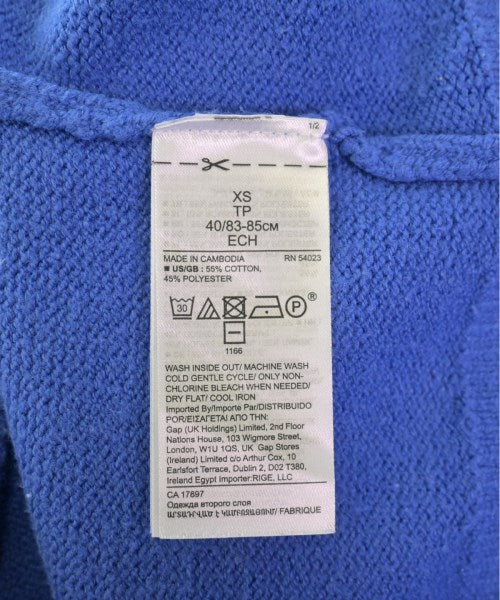 1/2
XS
TP
40/83-85см
ECH
MADE IN CAMBODIA RN 54023
■ US/GB : 55% COTTON,
45% POLYESTER
30 P ®
1166
WASH INSIDE OUT/ MACHINE WASH
COLD GENTLE CYCLE/ ONLY NON-
CHLORINE BLEACH WHEN NEEDED/
DRY FLAT/ COOL IRON
Imported By/Importe Par/DISTRIBUIDO
POR/ΕΙΣΑΓΕΤΑΙ ΑΠΟ ΤΗΝ:
Gap (UK Holdings) Limited, 2nd Floor
Nations House, 103 Wigmore Street,
London, W1U 1QS, UK Gap Stores
(Ireland) Limited c/o Arthur Cox, 10
Earlsfort Terrace, Dublin 2, D02 T380,
Ireland Egypt Importer:RIGE, LLC
CA 17897
Одежда второго слоя
ԱՐՏԱԴՐՎԱԾ Է ԿԱՄԲՈՋԱՅՈՒՄ/ FABRIQUE